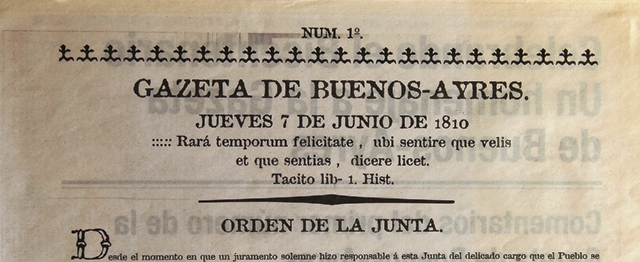 NUM. 1º.
GAZETA DE BUENOS-AYRES.
JUEVES 7 DE JUNIO DE 1810
::::: Rará temporum felicitate , ubi sentire que velis
et que sentias , dicere licet.
Tacito lib- 1. Hist.
ORDEN DE LA JUNTA.
Desde el momento en que un juramento solemne hizo responsable á esta Junta del delicado cargo que el Pueblo se